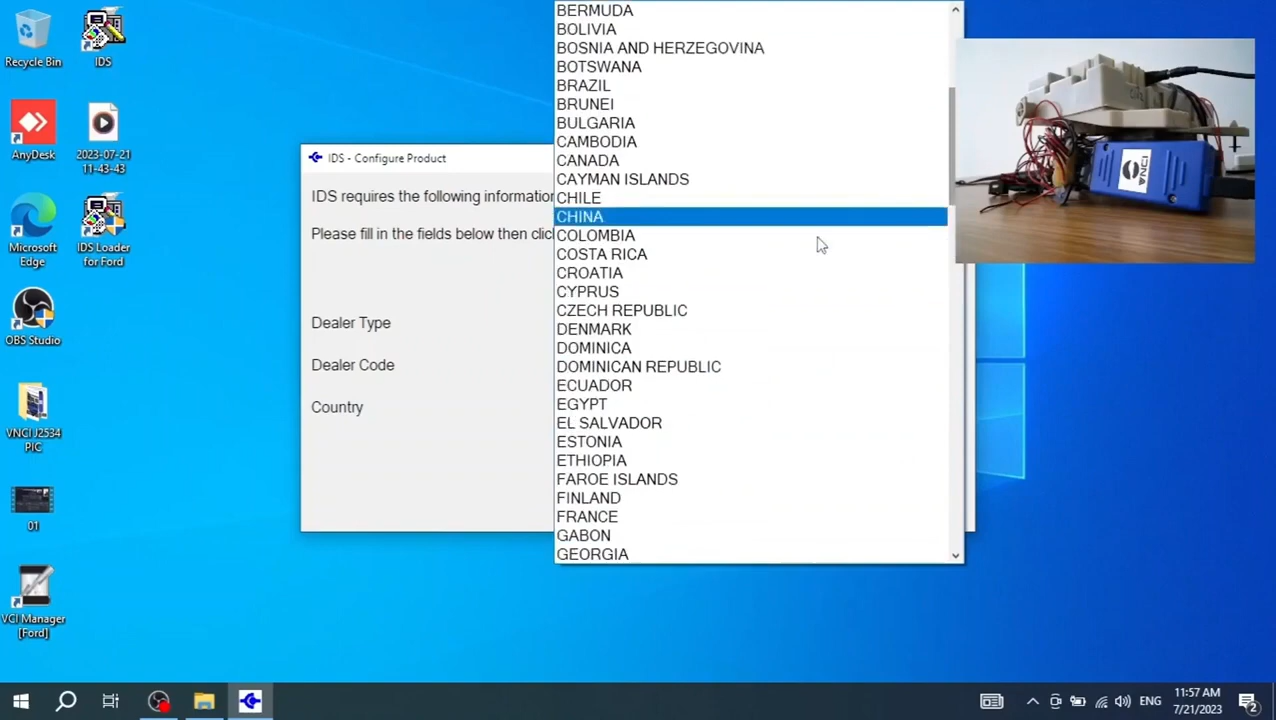 Recycle Bin
IDS
AnyDesk
2023-07-21
11-43-43
Microsoft
Edge
IDS Loader
for Ford
OBS Studio
VNCI J2534
PIC
01
VCI Manager
[Ford]
IDS - Configure Product
IDS requires the following information
Please fill in the fields below then clic
Dealer Type
Dealer Code
Country
BERMUDA
BOLIVIA
BOSNIA AND HERZEGOVINA
BOTSWANA
BRAZIL
BRUNEI
BULGARIA
CAMBODIA
CANADA
CAYMAN ISLANDS
CHILE
CHINA
COLOMBIA
COSTA RICA
CROATIA
CYPRUS
CZECH REPUBLIC
DENMARK
DOMINICA
DOMINICAN REPUBLIC
ECUADOR
EGYPT
EL SALVADOR
ESTONIA
ETHIOPIA
FAROE ISLANDS
FINLAND
FRANCE
GABON
GEORGIA
VNCI
ENG
11:57 AM
7/21/2023
2